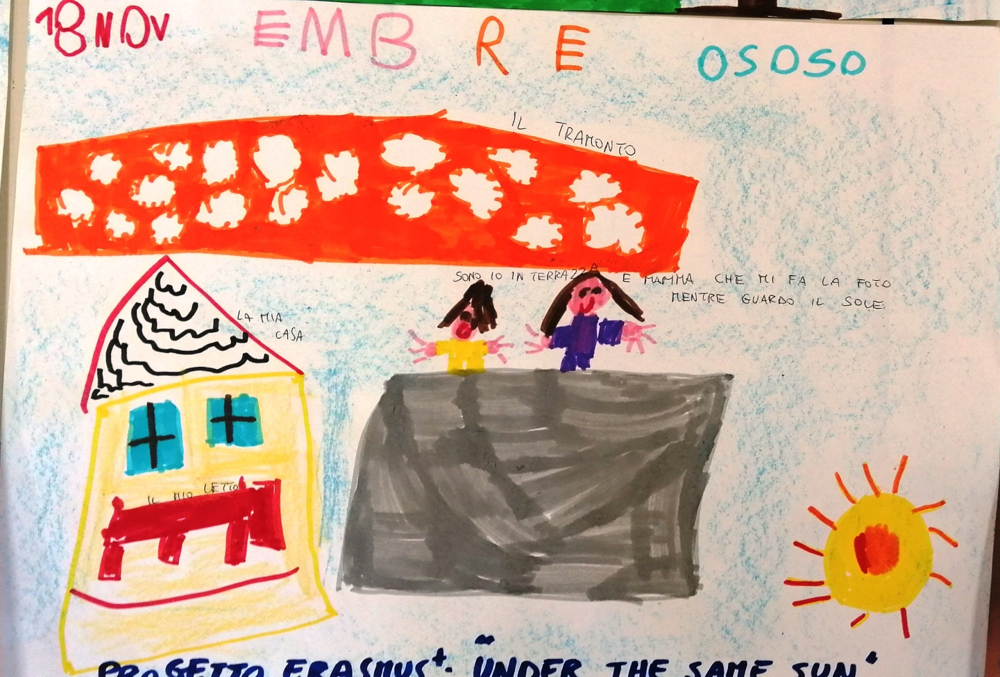 18 NOV EMBRE OSOSO
IL TRAMONTO
SONO IO IN TERRAZZA E MAMMA CHE MI FA LA FOTO
MENTRE GUARDO IL SOLE
LA MIA
CASA
IL MIO LETTO
PROGETTO ERASMUS+. "UNDER THE SAME SUN"